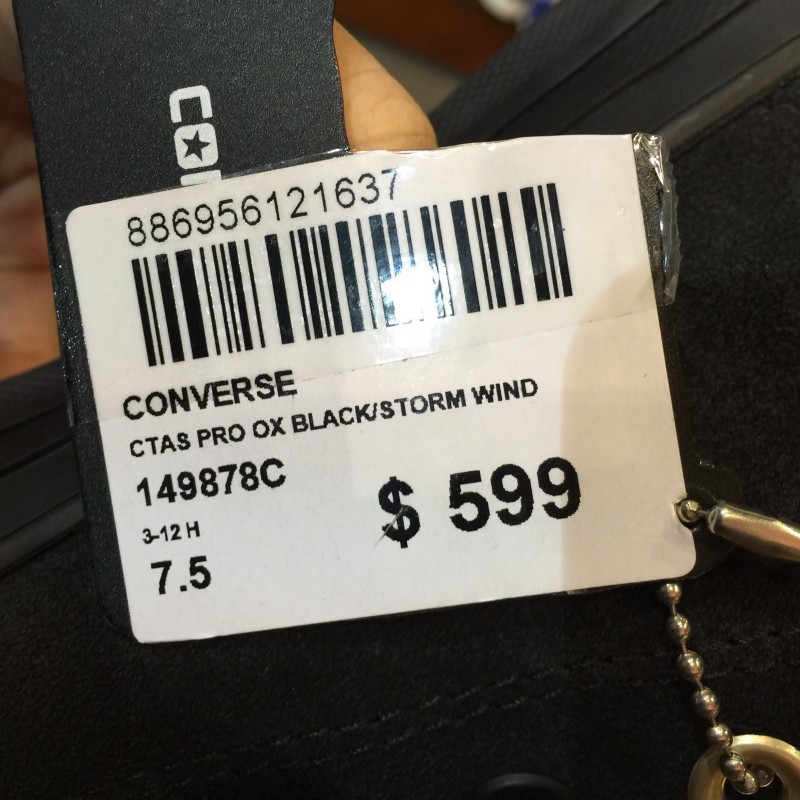 886956121637
CONVERSE
CTAS PRO OX BLACK/STORM WIND
149878C
$ 599
3-12 H
7.5